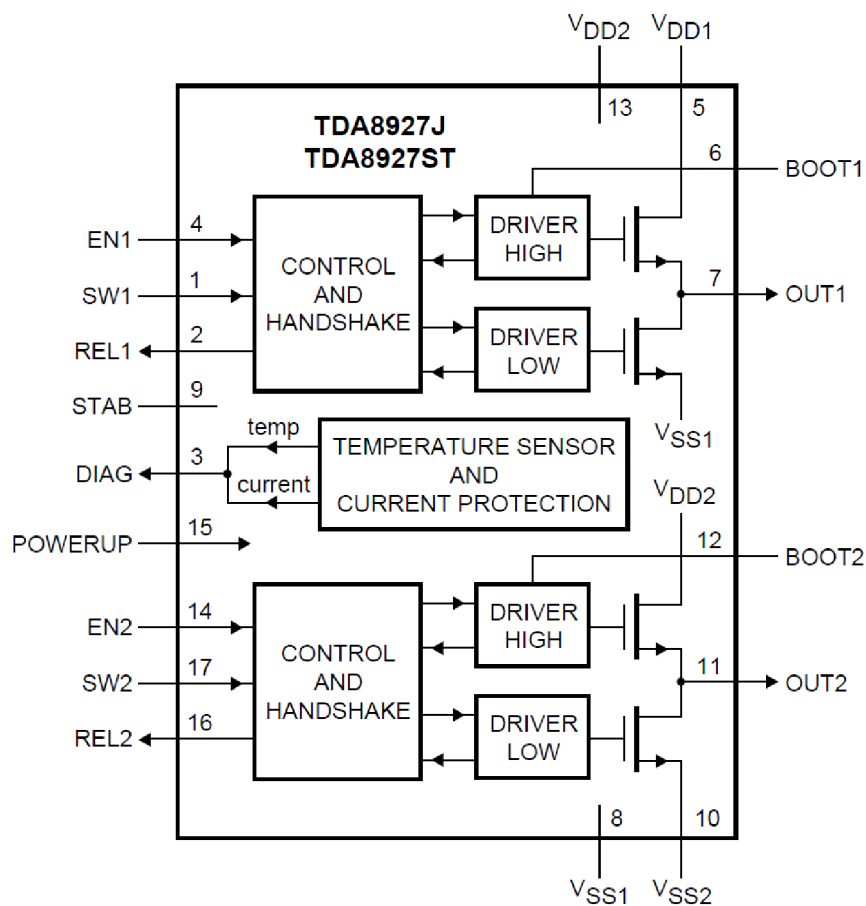 VDD2 VDD1
13 5
TDA8927J
TDA8927ST
6 BOOT1
EN1 4
SW1 1
REL1 2
CONTROL
AND
HANDSHAKE
DRIVER
HIGH
DRIVER
LOW
7 OUT1
VSS1
STAB 9
DIAG 3
temp
current
TEMPERATURE SENSOR
AND
CURRENT PROTECTION
POWERUP 15
VDD2
12 BOOT2
EN2 14
SW2 17
REL2 16
CONTROL
AND
HANDSHAKE
DRIVER
HIGH
DRIVER
LOW
11 OUT2
8 10
VSS1 VSS2